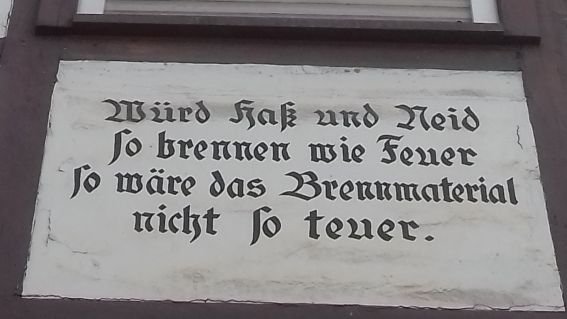 Würd Haß und Neid
so brennen wie Feuer
so wäre das Brennmaterial
nicht so teuer.